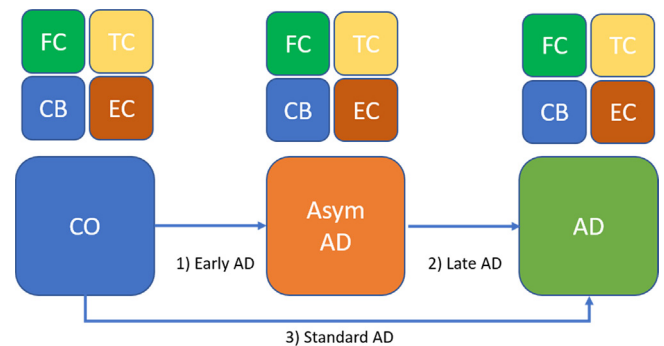 FC TC FC TC FC TC
CB EC CB EC CB EC
CO
Asym
AD
AD
1) Early AD
2) Late AD
3) Standard AD